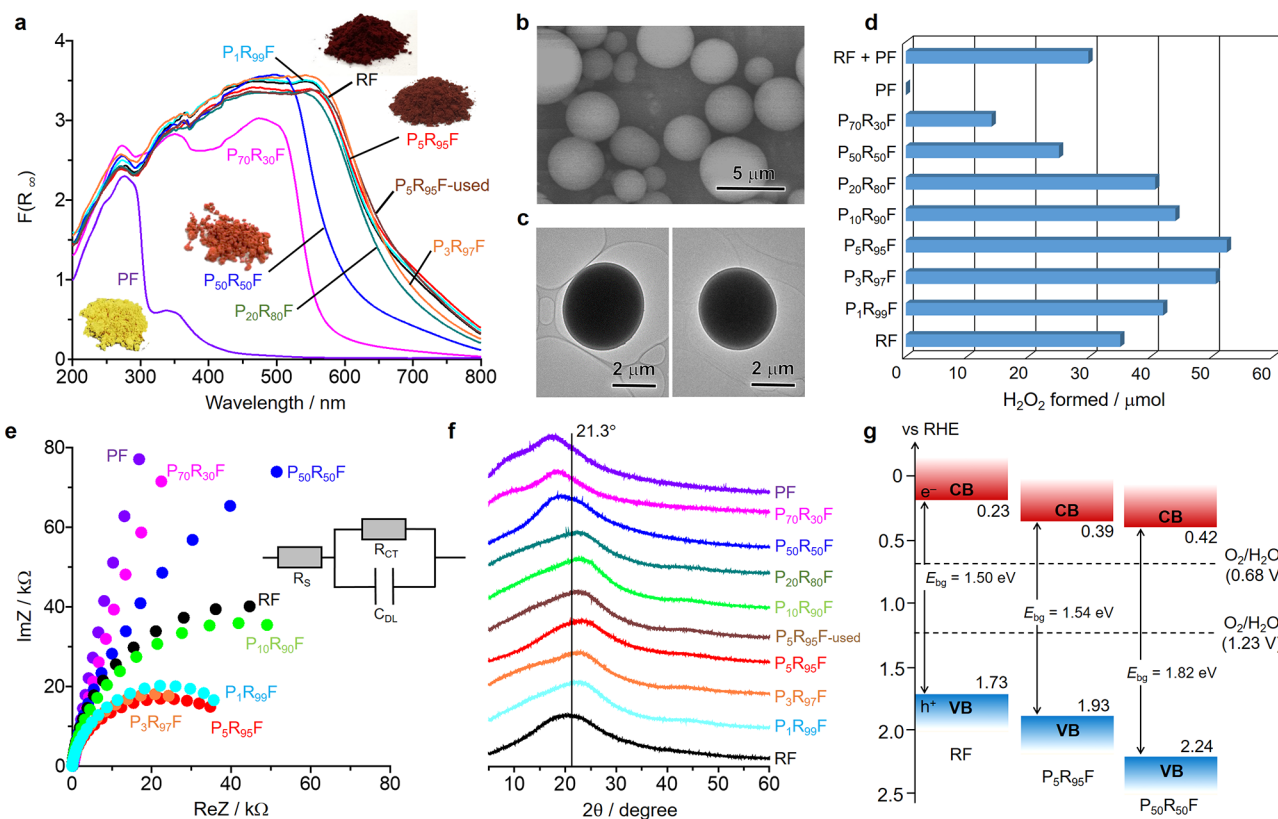 a
4
3
2
1
0
F(R∞)
200
300
400
500
600
700
800
Wavelength / nm
P₁R₉₉F
RF
P₅R₉₅F
P₇₀R₃₀F
P₅R₉₅F-used
P₃R₉₇F
PF
P₅₀R₅₀F
P₂₀R₈₀F
b
5 μm
c
2 μm
2 μm
d
RF + PF
PF
P₇₀R₃₀F
P₅₀R₅₀F
P₂₀R₈₀F
P₁₀R₉₀F
P₅R₉₅F
P₃R₉₇F
P₁R₉₉F
RF
0
10
20
30
40
50
60
H₂O₂ formed / μmol
e
80
60
40
20
0
ImZ / kΩ
0
20
40
60
80
ReZ / kΩ
PF
P₇₀R₃₀F
P₅₀R₅₀F
RF
P₁₀R₉₀F
P₁R₉₉F
P₃R₉₇F
P₅R₉₅F
R_S
R_CT
C_DL
f
21.3°
PF
P₇₀R₃₀F
P₅₀R₅₀F
P₂₀R₈₀F
P₁₀R₉₀F
P₅R₉₅F-used
P₅R₉₅F
P₃R₉₇F
P₁R₉₉F
RF
10
20
30
40
50
60
2θ / degree
g
vs RHE
0
0.5
1.0
1.5
2.0
2.5
e⁻
CB
0.23
CB
0.39
CB
0.42
O₂/H₂O₂
(0.68 V)
E_bg = 1.50 eV
E_bg = 1.54 eV
O₂/H₂O
(1.23 V)
E_bg = 1.82 eV
1.73
h⁺
VB
1.93
VB
2.24
VB
RF
P₅R₉₅F
P₅₀R₅₀F